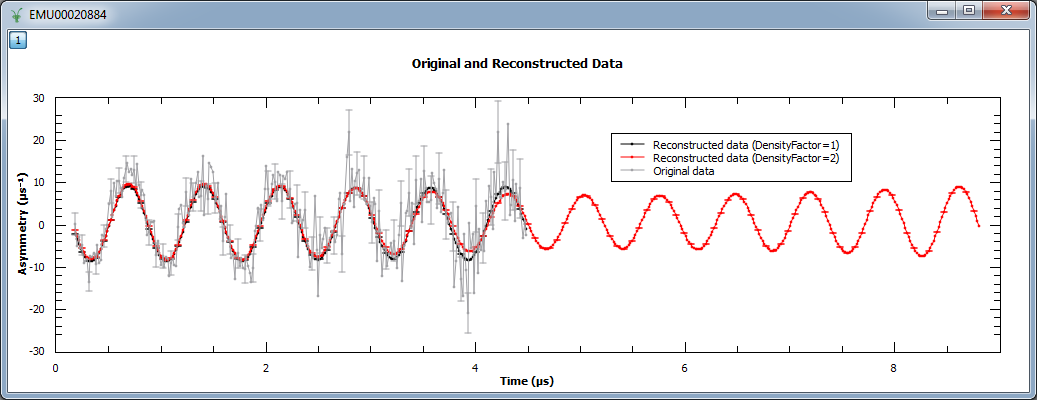 EMU00020884
1
Original and Reconstructed Data
30
20
10
0
-10
-20
-30
Asymmetry (µs⁻¹)
Reconstructed data (DensityFactor=1)
Reconstructed data (DensityFactor=2)
Original data
0
2
4
6
8
Time (µs)